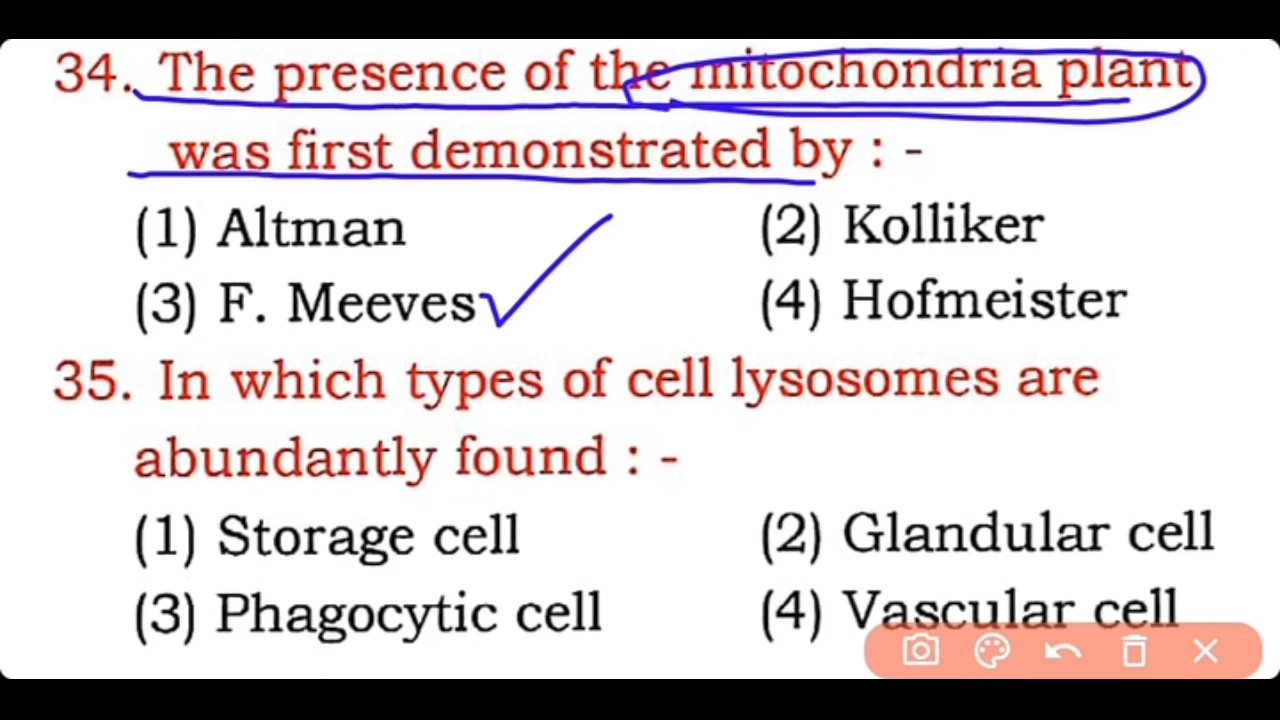 34. The presence of the mitochondria plant
was first demonstrated by : -
(1) Altman (2) Kolliker
(3) F. Meeves (4) Hofmeister
35. In which types of cell lysosomes are
abundantly found : -
(1) Storage cell (2) Glandular cell
(3) Phagocytic cell (4) Vascular cell